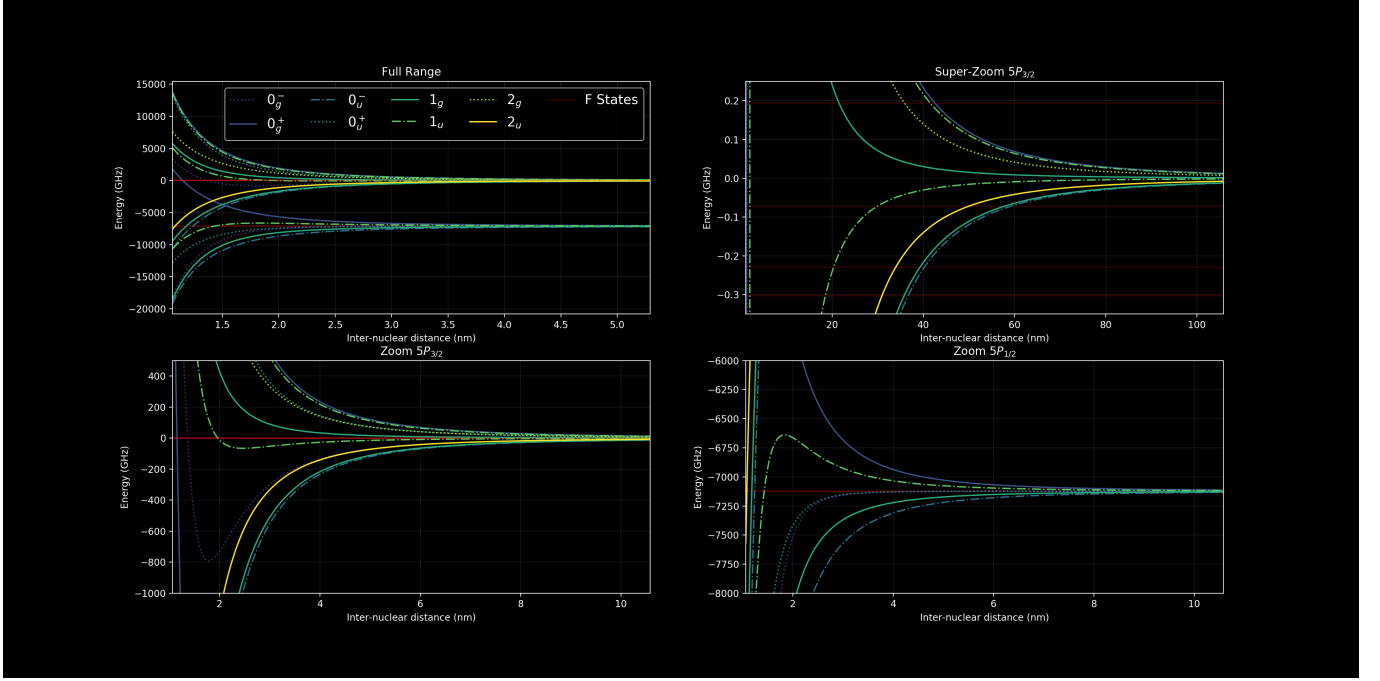 Full Range
15000
10000
5000
0
−5000
−10000
−15000
−20000
Energy (GHz)
0g− 0u− 1g 2g F States
0g+ 0u+ 1u 2u
1.5 2.0 2.5 3.0 3.5 4.0 4.5 5.0
Inter-nuclear distance (nm)
Super-Zoom 5P3/2
0.2
0.1
0.0
−0.1
−0.2
−0.3
Energy (GHz)
20 40 60 80 100
Inter-nuclear distance (nm)
Zoom 5P3/2
400
200
0
−200
−400
−600
−800
−1000
Energy (GHz)
2 4 6 8 10
Inter-nuclear distance (nm)
Zoom 5P1/2
−6000
−6250
−6500
−6750
−7000
−7250
−7500
−7750
−8000
Energy (GHz)
2 4 6 8 10
Inter-nuclear distance (nm)